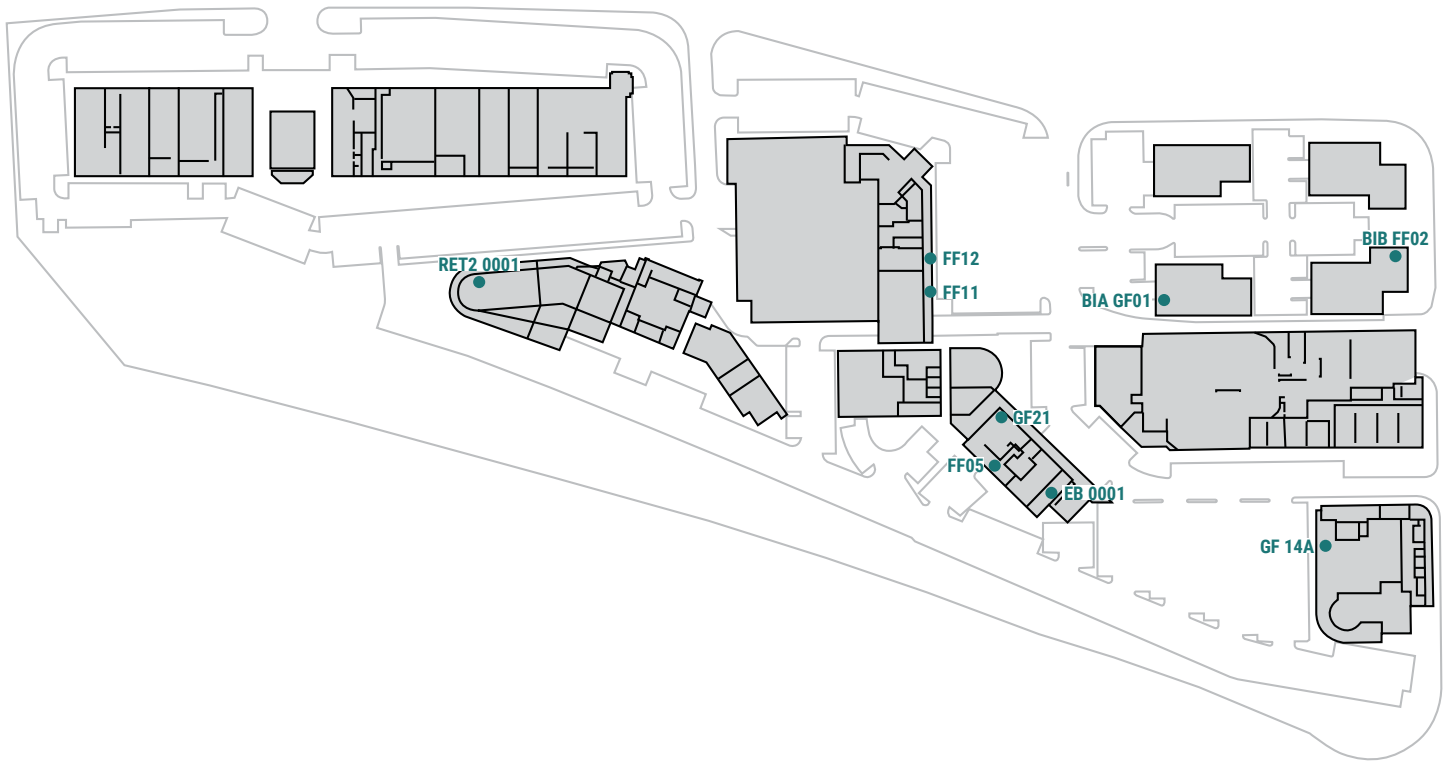 BIB FF02
FF12
RET2 0001
FF11
BIA GF01
GF21
FF05
EB 0001
GF 14A